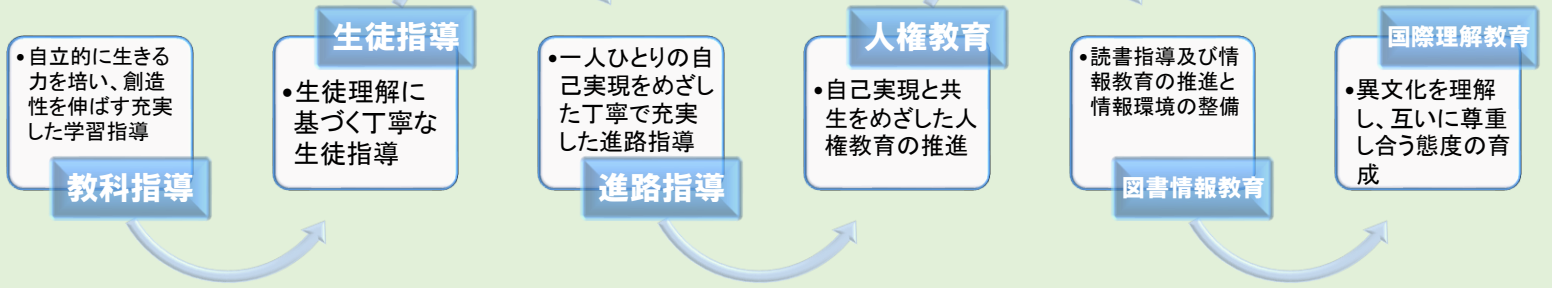 ・自立的に生きる
力を培い、創造
性を伸ばす充実
した学習指導
教科指導
生徒指導
・生徒理解に
基づく丁寧な
生徒指導
・一人ひとりの自
己実現をめざし
た丁寧で充実
した進路指導
進路指導
人権教育
・自己実現と共
生をめざした人
権教育の推進
・読書指導及び情
報教育の推進と
情報環境の整備
図書情報教育
国際理解教育
・異文化を理解
し、互いに尊重
し合う態度の育
成